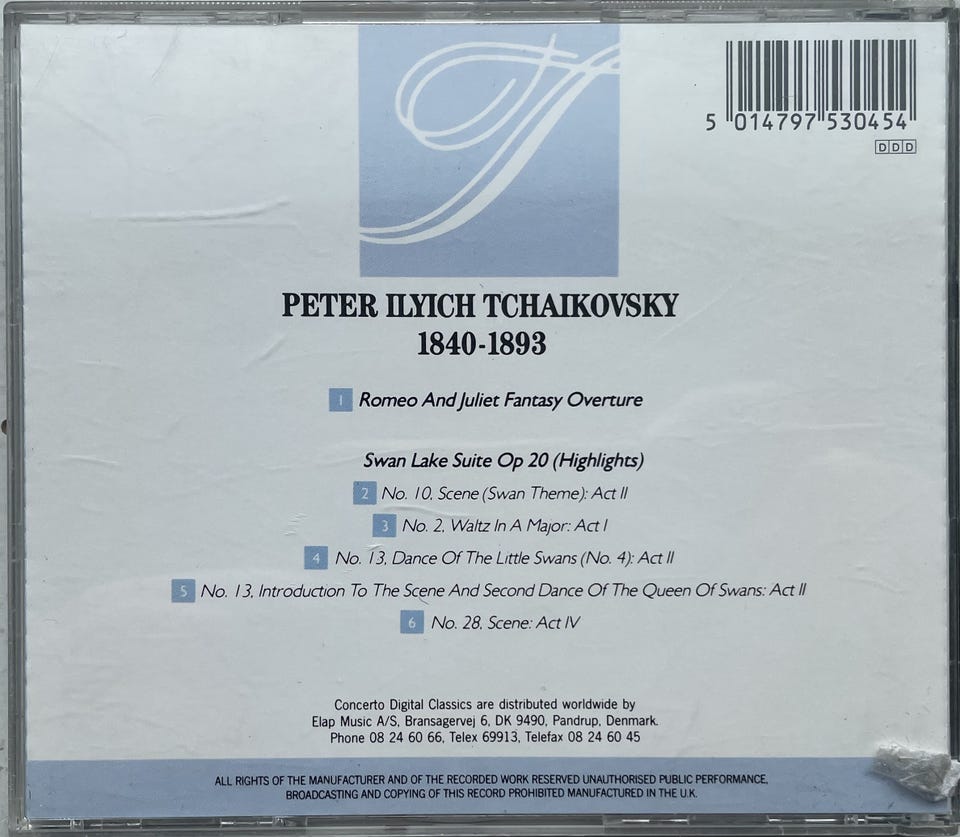 5 014797 530454
DDD
PETER ILYICH TCHAIKOVSKY
1840-1893
1 Romeo And Juliet Fantasy Overture
Swan Lake Suite Op 20 (Highlights)
2 No. 10, Scene (Swan Theme): Act II
3 No. 2, Waltz In A Major: Act I
4 No. 13, Dance Of The Little Swans (No. 4): Act II
5 No. 13, Introduction To The Scene And Second Dance Of The Queen Of Swans: Act II
6 No. 28, Scene: Act IV
Concerto Digital Classics are distributed worldwide by
Elap Music A/S, Bransagervej 6, DK 9490, Pandrup, Denmark.
Phone 08 24 60 66, Telex 69913, Telefax 08 24 60 45
ALL RIGHTS OF THE MANUFACTURER AND OF THE RECORDED WORK RESERVED UNAUTHORISED PUBLIC PERFORMANCE,
BROADCASTING AND COPYING OF THIS RECORD PROHIBITED MANUFACTURED IN THE U.K.